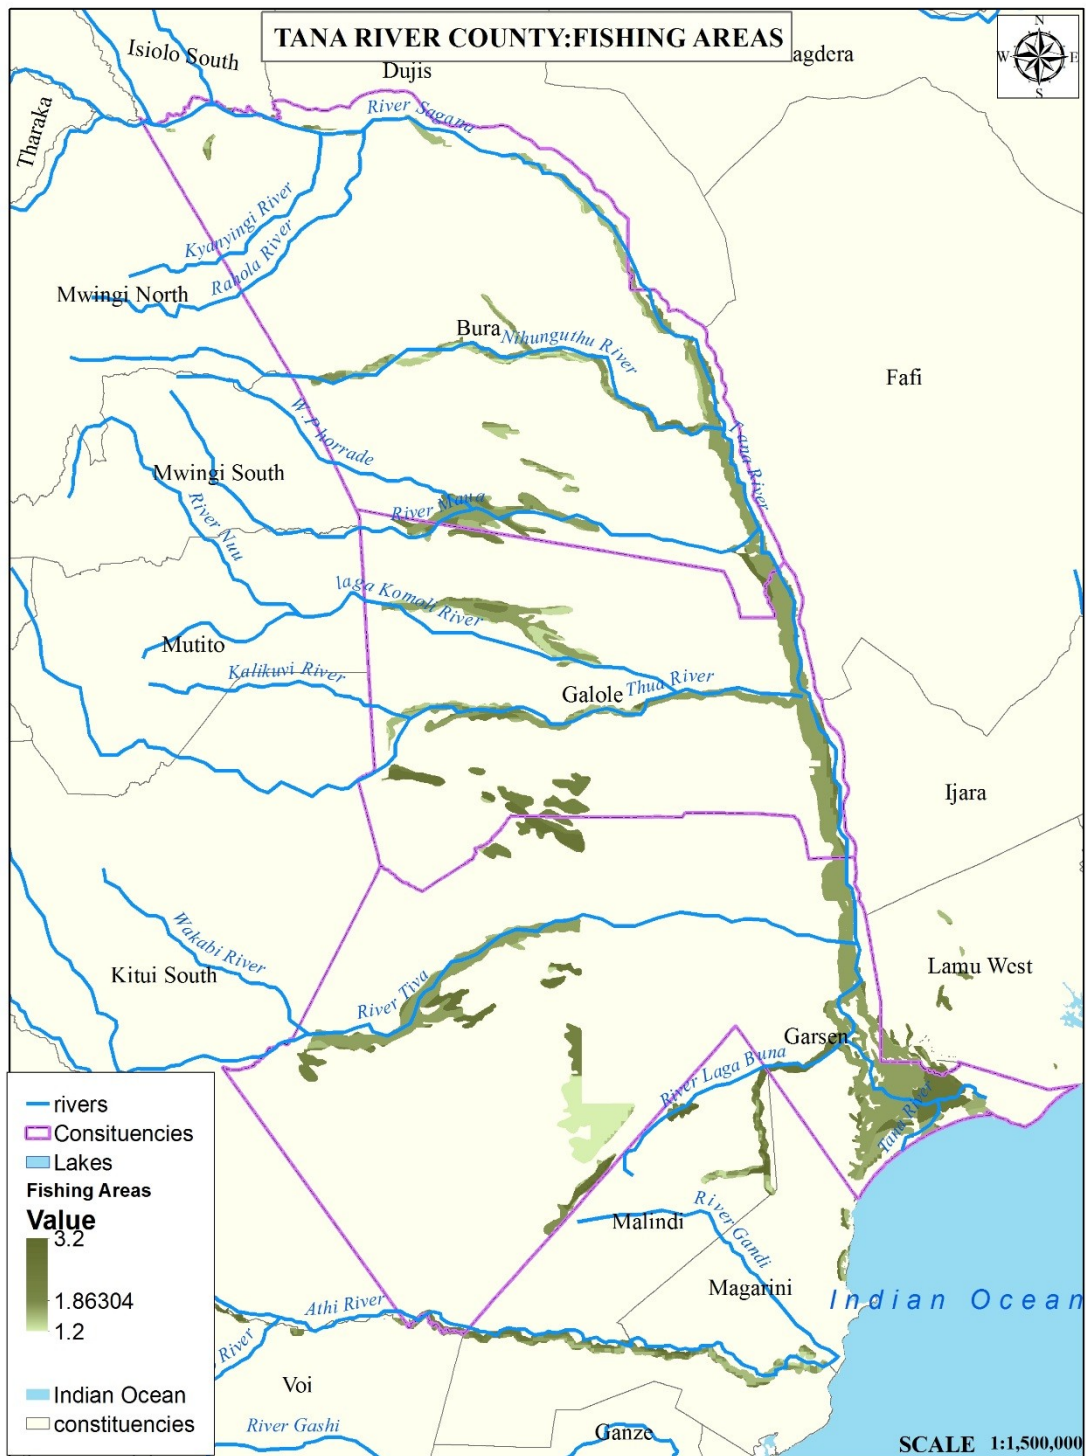 TANA RIVER COUNTY:FISHING AREAS
N
W
E
S
Isiolo South
Dujis
agdera
Tharaka
River Sagana
Kyanyingi River
Rahola River
Mwingi North
Bura
Nihunguthu River
Fafi
W.P horrade
Tana River
Mwingi South
River Nuu
River Mawa
laga Komoli River
Mutito
Kalikuvi River
Galole
Thua River
Ijara
Wakabi River
Kitui South
River Tiva
Lamu West
Garsen
River Laga Buna
Tana River
Malindi
River Gandi
Magarini
Indian Ocean
Athi River
River
Voi
River Gashi
Ganze
rivers
Consituencies
Lakes
Fishing Areas
Value
3.2
1.86304
1.2
Indian Ocean
constituencies
SCALE 1:1,500,000